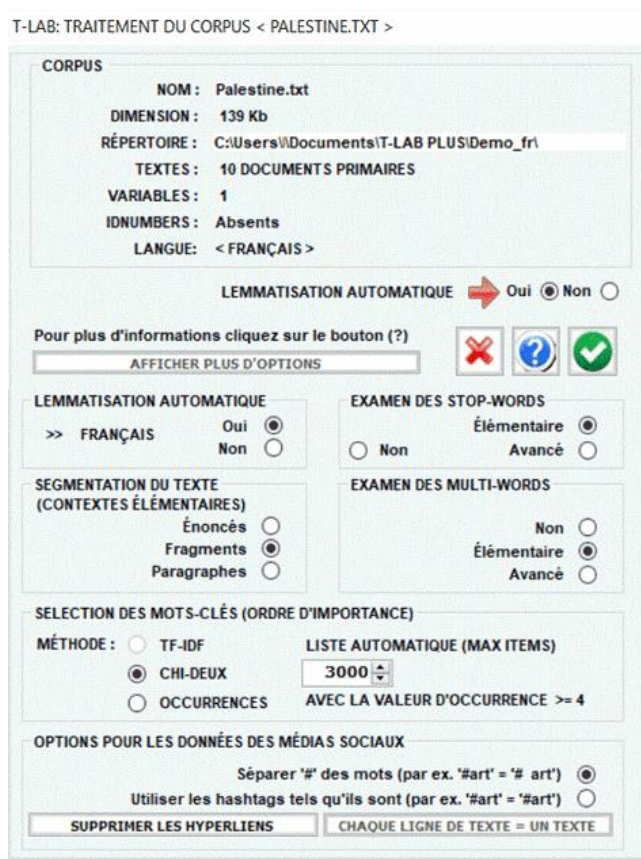 T-LAB: TRAITEMENT DU CORPUS < PALESTINE.TXT >
CORPUS
NOM : Palestine.txt
DIMENSION : 139 Kb
RÉPERTOIRE : C:\Users\\Documents\T-LAB PLUS\Demo_fr\
TEXTES : 10 DOCUMENTS PRIMAIRES
VARIABLES : 1
IDNUMBERS : Absents
LANGUE: < FRANÇAIS >
LEMMATISATION AUTOMATIQUE Oui Non
Pour plus d'informations cliquez sur le bouton (?)
AFFICHER PLUS D'OPTIONS
?
LEMMATISATION AUTOMATIQUE
>> FRANÇAIS Oui
Non
EXAMEN DES STOP-WORDS
Élémentaire
Non Avancé
SEGMENTATION DU TEXTE
(CONTEXTES ÉLÉMENTAIRES)
Énoncés
Fragments
Paragraphes
EXAMEN DES MULTI-WORDS
Non
Élémentaire
Avancé
SELECTION DES MOTS-CLÉS (ORDRE D'IMPORTANCE)
MÉTHODE : TF-IDF LISTE AUTOMATIQUE (MAX ITEMS)
CHI-DEUX 3000
OCCURRENCES AVEC LA VALEUR D'OCCURRENCE >= 4
OPTIONS POUR LES DONNÉES DES MÉDIAS SOCIAUX
Séparer '#' des mots (par ex. '#art' = '# art')
Utiliser les hashtags tels qu'ils sont (par ex. '#art' = '#art')
SUPPRIMER LES HYPERLIENS CHAQUE LIGNE DE TEXTE = UN TEXTE